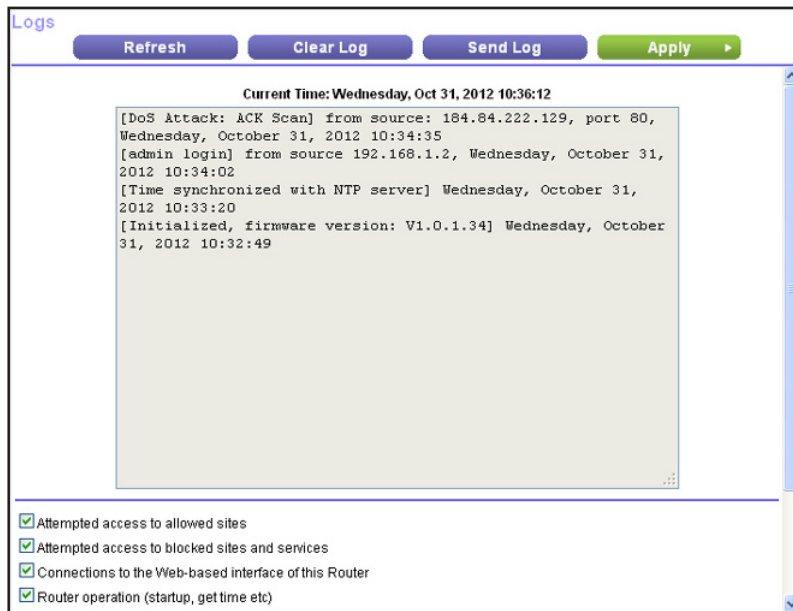 Logs
Refresh Clear Log Send Log Apply
Current Time: Wednesday, Oct 31, 2012 10:36:12
[DoS Attack: ACK Scan] from source: 184.84.222.129, port 80,
Wednesday, October 31, 2012 10:34:35
[admin login] from source 192.168.1.2, Wednesday, October 31,
2012 10:34:02
[Time synchronized with NTP server] Wednesday, October 31,
2012 10:33:20
[Initialized, firmware version: V1.0.1.34] Wednesday, October
31, 2012 10:32:49
Attempted access to allowed sites
Attempted access to blocked sites and services
Connections to the Web-based interface of this Router
Router operation (startup, get time etc)